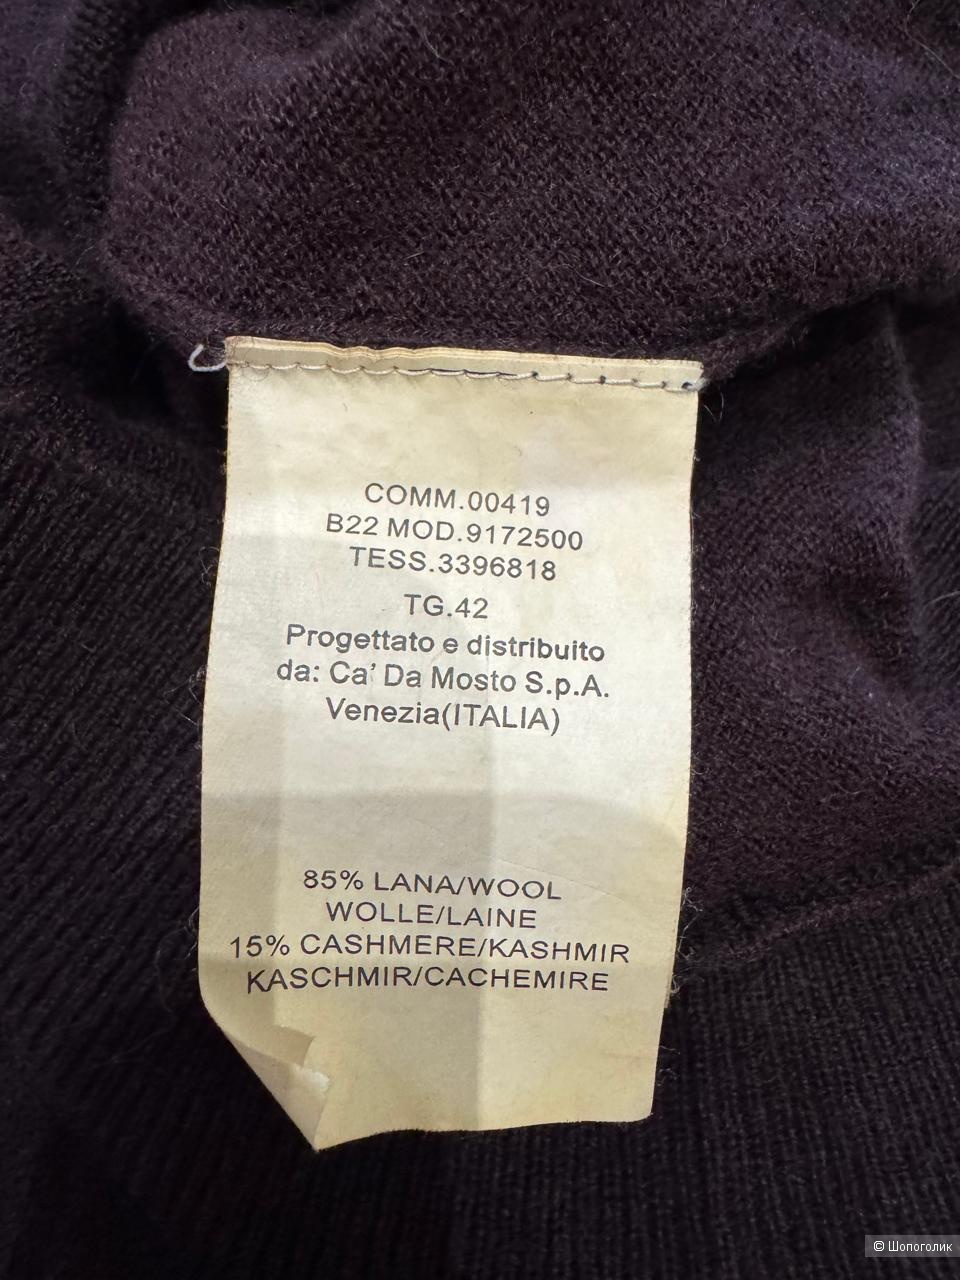 COMM.00419
B22 MOD.9172500
TESS.3396818
TG.42
Progettato e distribuito
da: Ca' Da Mosto S.p.A.
Venezia(ITALIA)
85% LANA/WOOL
WOLLE/LAINE
15% CASHMERE/KASHMIR
KASCHMIR/CACHEMIRE
© Шопоголик